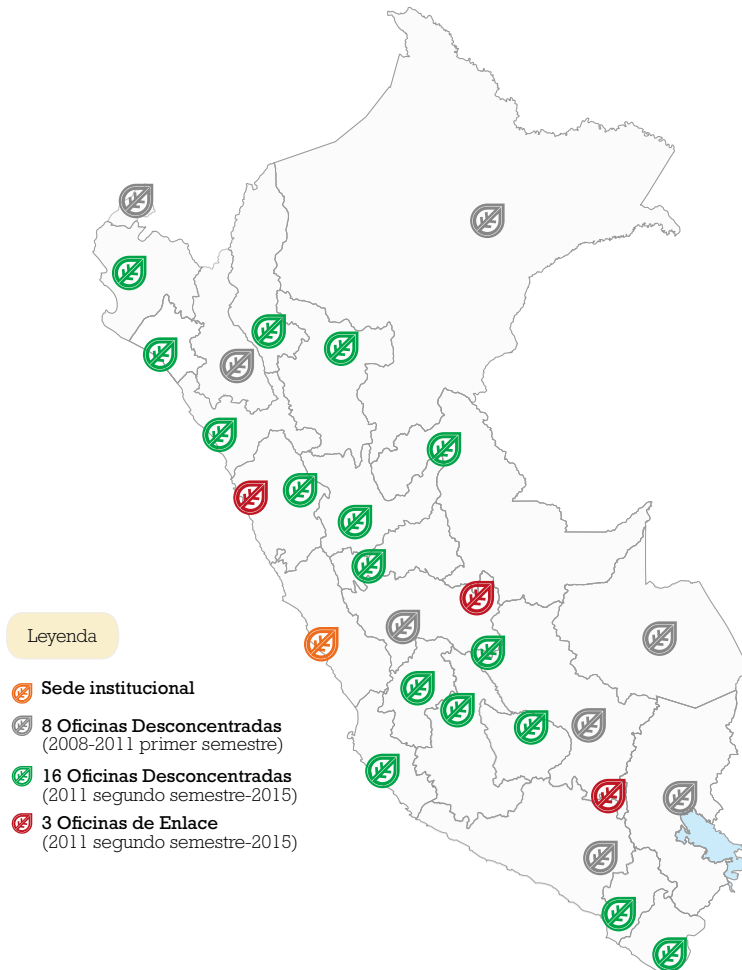 Leyenda
Sede institucional
8 Oficinas Desconcentradas
(2008-2011 primer semestre)
16 Oficinas Desconcentradas
(2011 segundo semestre-2015)
3 Oficinas de Enlace
(2011 segundo semestre-2015)